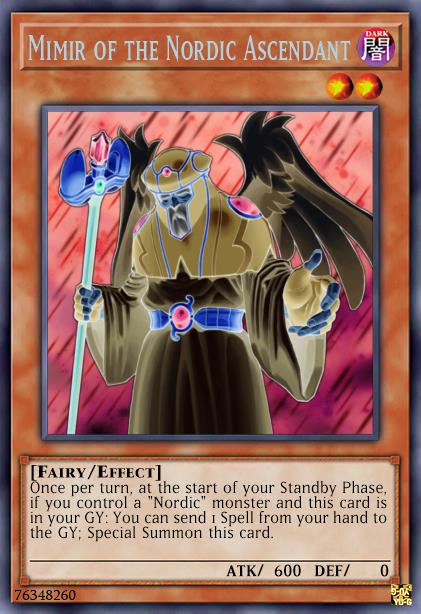 Mimir of the Nordic Ascendant
DARK
闇
[Fairy/Effect]
Once per turn, at the start of your Standby Phase,
if you control a "Nordic" monster and this card is
in your GY: You can send 1 Spell from your hand to
the GY; Special Summon this card.
ATK/ 600 DEF/ 0
76348260